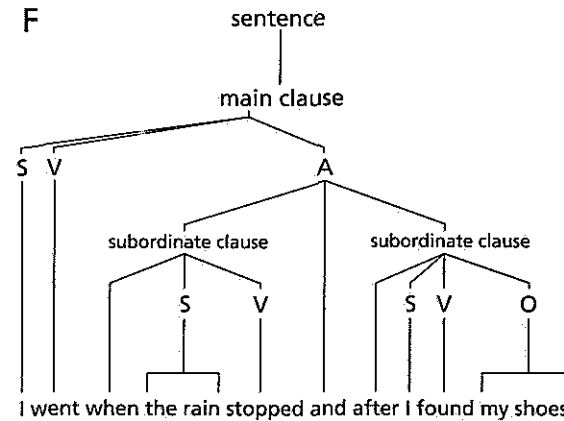 F
sentence
main clause
S V A
subordinate clause subordinate clause
S V S V O
I went when the rain stopped and after I found my shoes